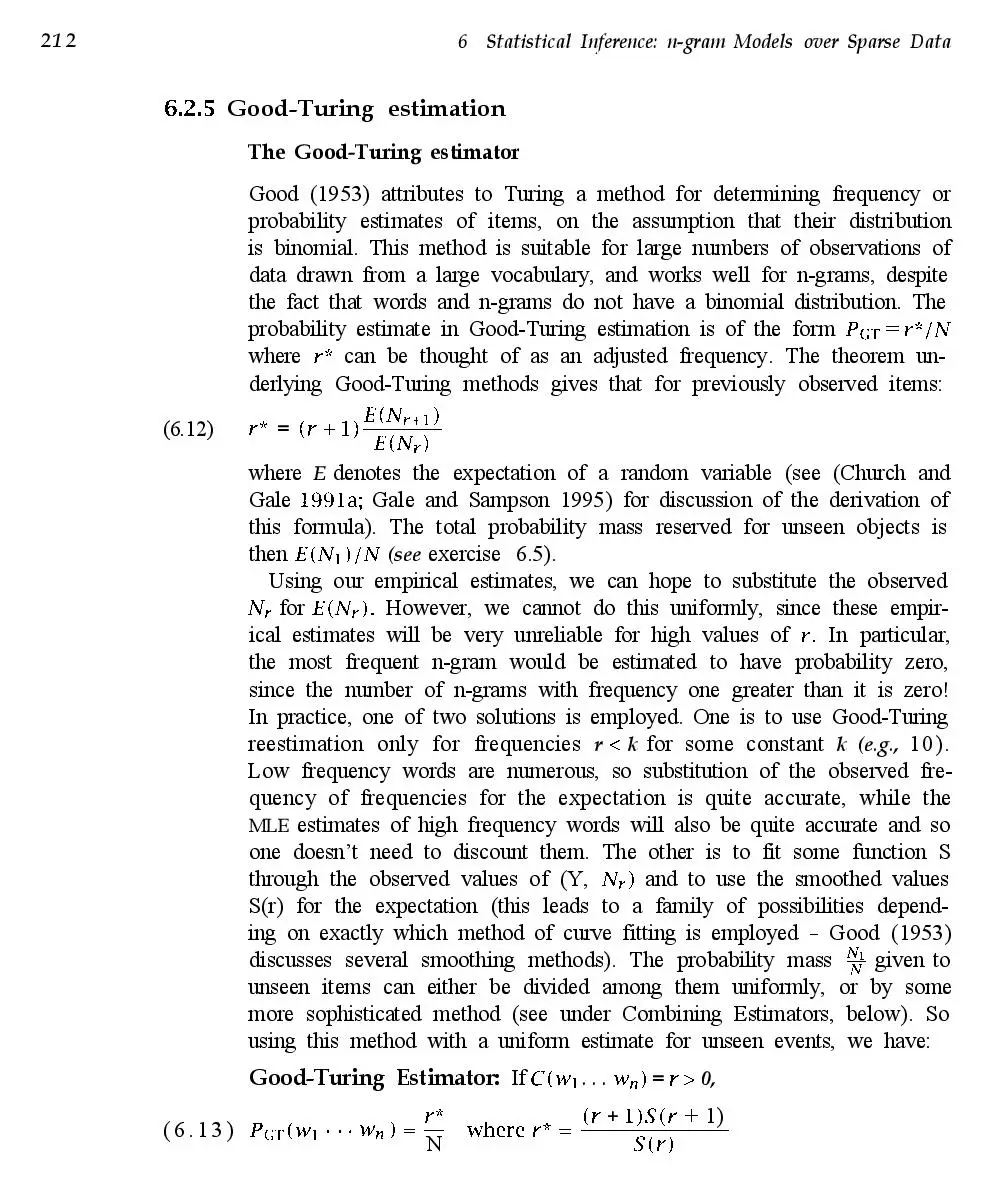 212
6 Statistical Inference: n-gram Models over Sparse Data
6.2.5 Good-Turing estimation
The Good-Turing estimator
Good (1953) attributes to Turing a method for determining frequency or
probability estimates of items, on the assumption that their distribution
is binomial. This method is suitable for large numbers of observations of
data drawn from a large vocabulary, and works well for n-grams, despite
the fact that words and n-grams do not have a binomial distribution. The
probability estimate in Good-Turing estimation is of the form P_GT = r*/N
where r* can be thought of as an adjusted frequency. The theorem un-
derlying Good-Turing methods gives that for previously observed items:
(6.12) r* = (r + 1) E(N_{r+1}) / E(N_r)
where E denotes the expectation of a random variable (see (Church and
Gale 1991a; Gale and Sampson 1995) for discussion of the derivation of
this formula). The total probability mass reserved for unseen objects is
then E(N_1)/N (see exercise 6.5).
Using our empirical estimates, we can hope to substitute the observed
N_r for E(N_r). However, we cannot do this uniformly, since these empir-
ical estimates will be very unreliable for high values of r. In particular,
the most frequent n-gram would be estimated to have probability zero,
since the number of n-grams with frequency one greater than it is zero!
In practice, one of two solutions is employed. One is to use Good-Turing
reestimation only for frequencies r < k for some constant k (e.g., 10).
Low frequency words are numerous, so substitution of the observed fre-
quency of frequencies for the expectation is quite accurate, while the
MLE estimates of high frequency words will also be quite accurate and so
one doesn't need to discount them. The other is to fit some function S
through the observed values of (Y, N_r) and to use the smoothed values
S(r) for the expectation (this leads to a family of possibilities depend-
ing on exactly which method of curve fitting is employed – Good (1953)
discusses several smoothing methods). The probability mass N_1/N given to
unseen items can either be divided among them uniformly, or by some
more sophisticated method (see under Combining Estimators, below). So
using this method with a uniform estimate for unseen events, we have:
Good-Turing Estimator: If C(w_1 ... w_n) = r > 0,
(6.13) P_GT(w_1 ··· w_n) = r*/N where r* = (r + 1)S(r + 1) / S(r)